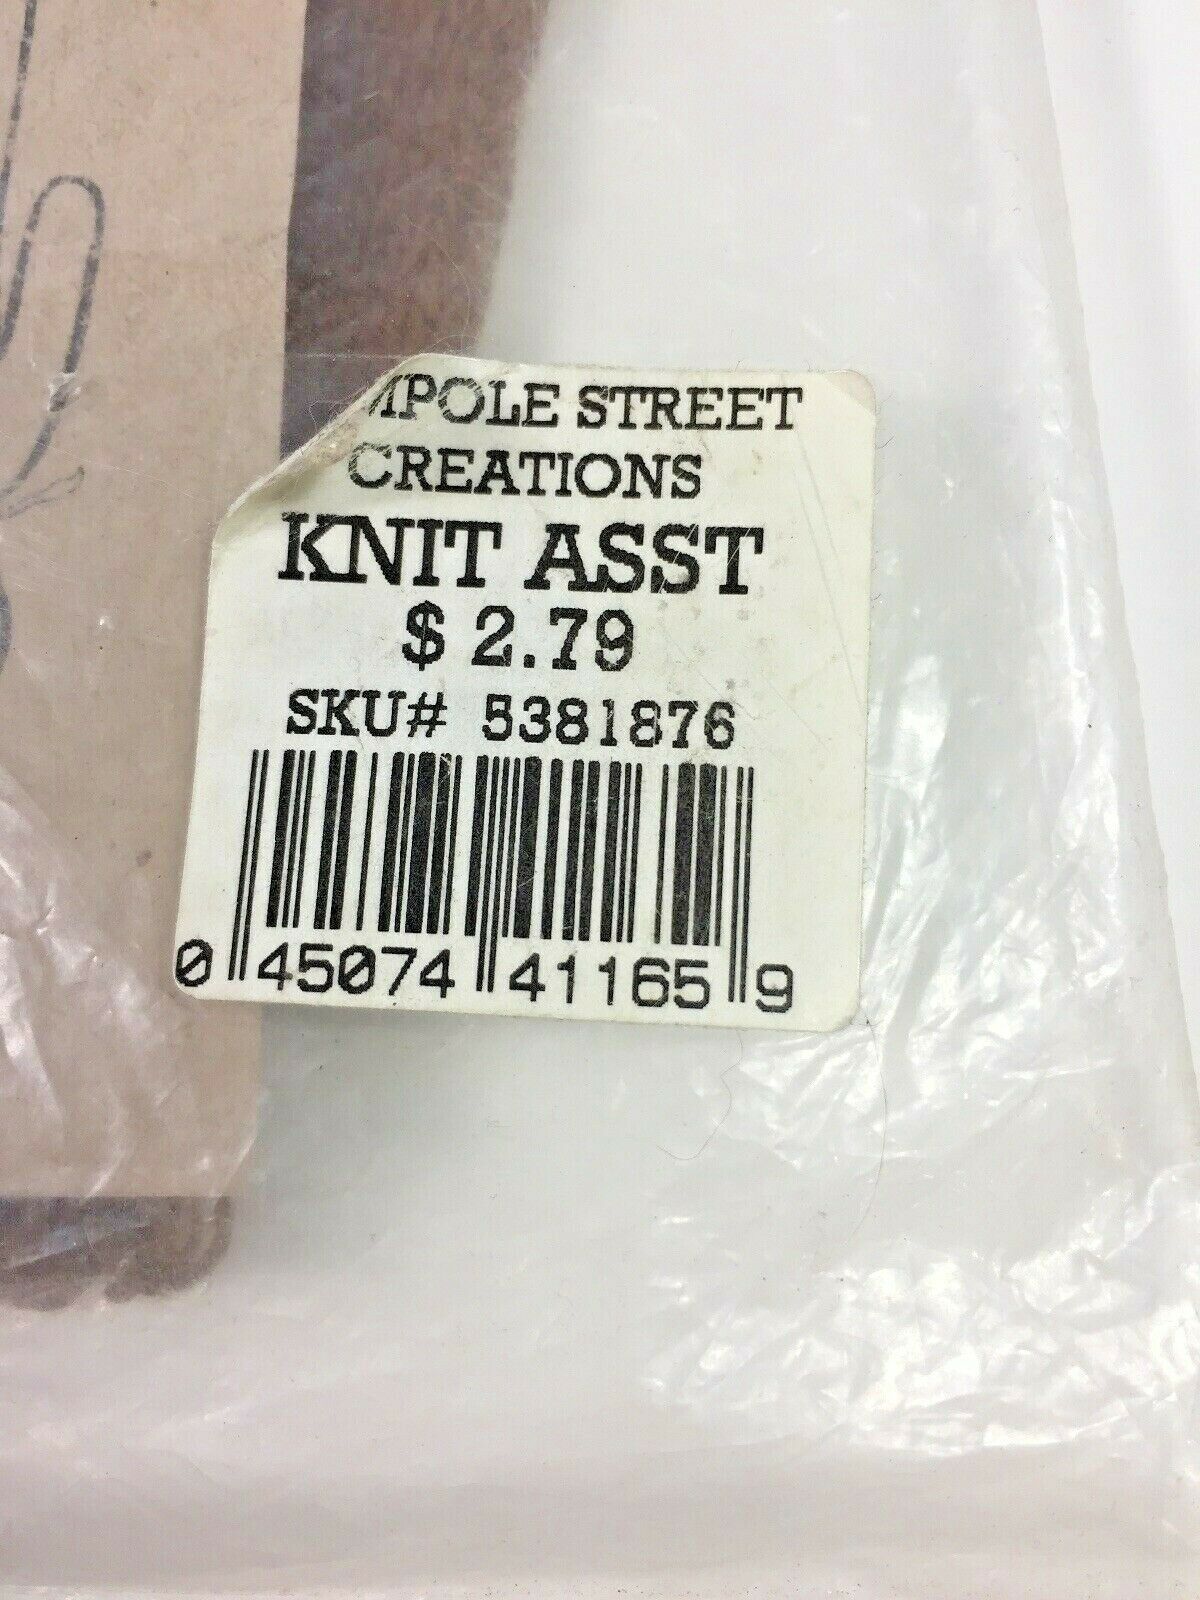 MPOLE STREET
CREATIONS
KNIT ASST
$ 2.79
SKU# 5381876
0 45074 41165 9